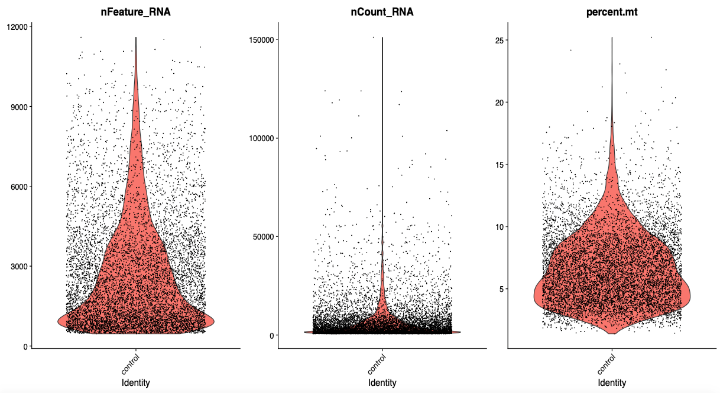 nFeature_RNA
12000
9000
6000
3000
0
control
Identity
nCount_RNA
150000
100000
50000
0
control
Identity
percent.mt
25
20
15
10
5
control
Identity